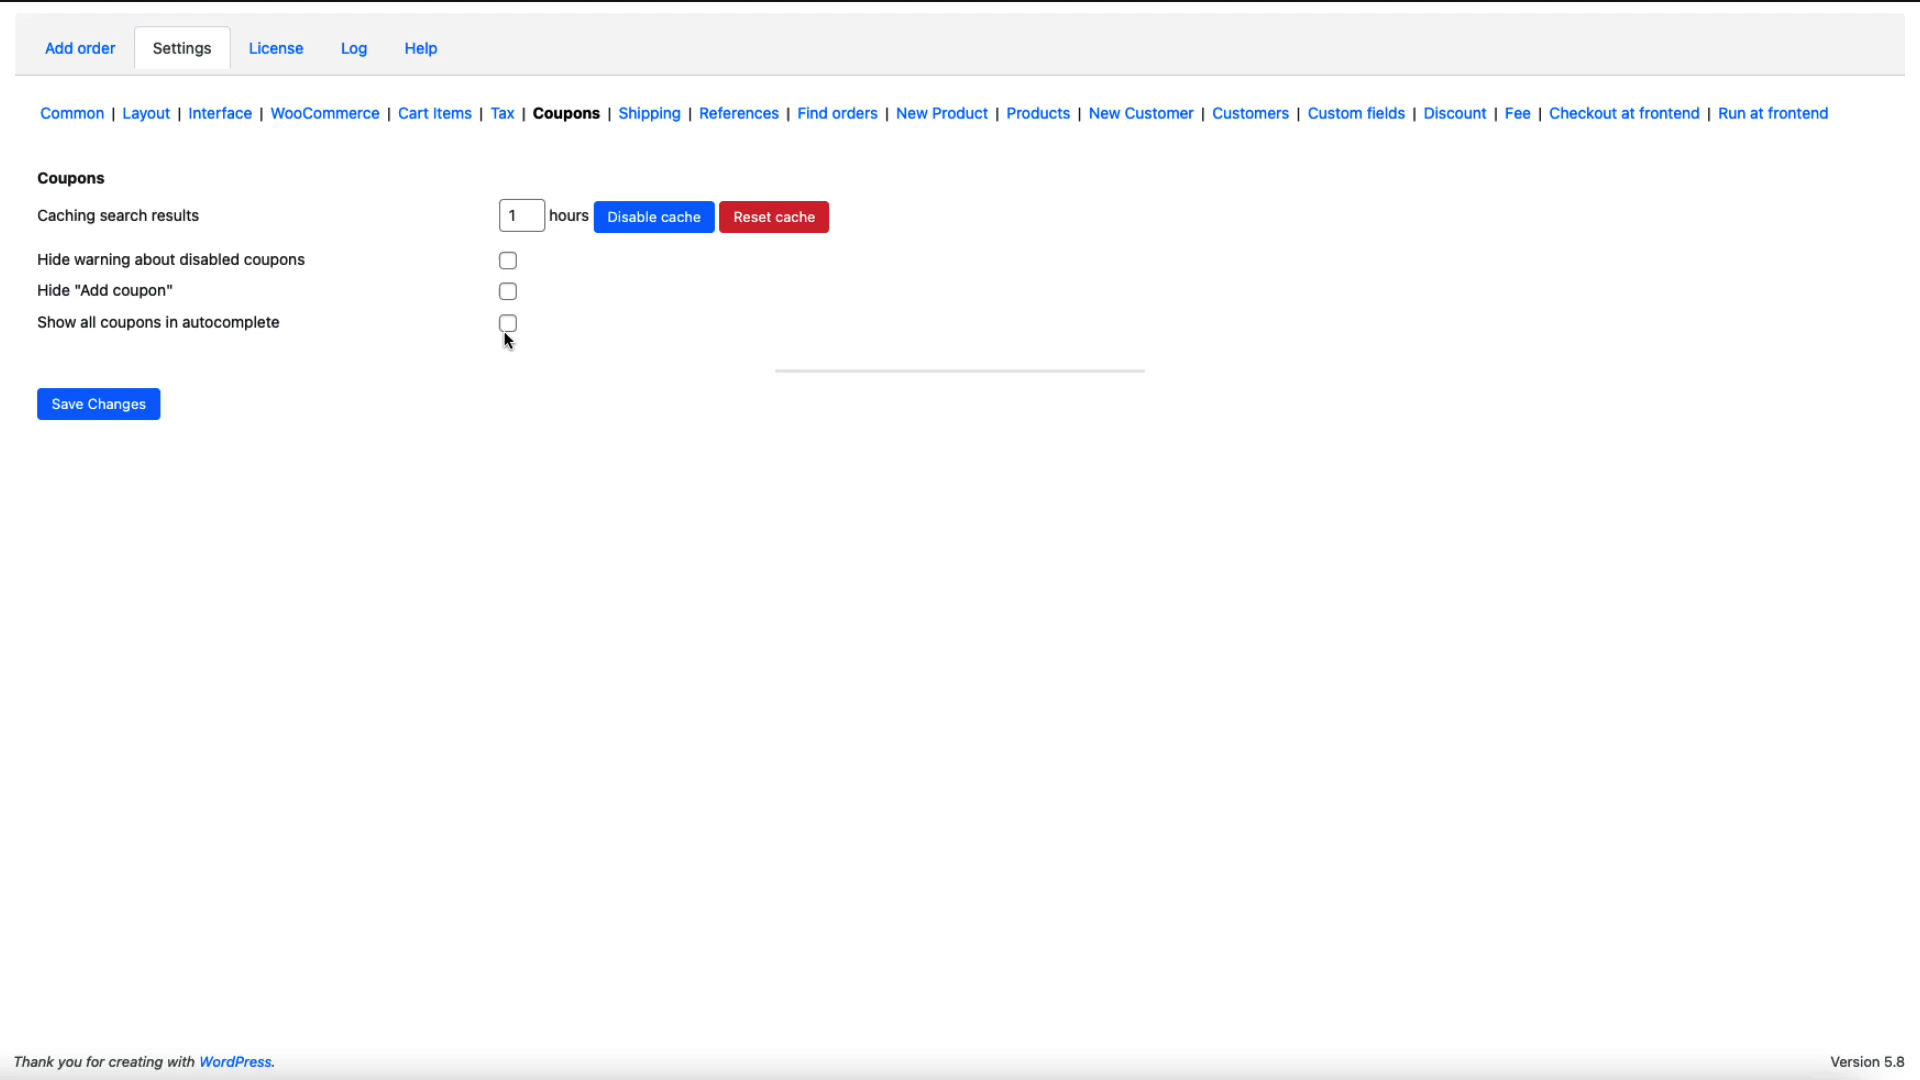 Add order Settings License Log Help
Common | Layout | Interface | WooCommerce | Cart Items | Tax | Coupons | Shipping | References | Find orders | New Product | Products | New Customer | Customers | Custom fields | Discount | Fee | Checkout at frontend | Run at frontend
Coupons
Caching search results 1 hours Disable cache Reset cache
Hide warning about disabled coupons
Hide "Add coupon"
Show all coupons in autocomplete
Save Changes
Thank you for creating with WordPress. Version 5.8